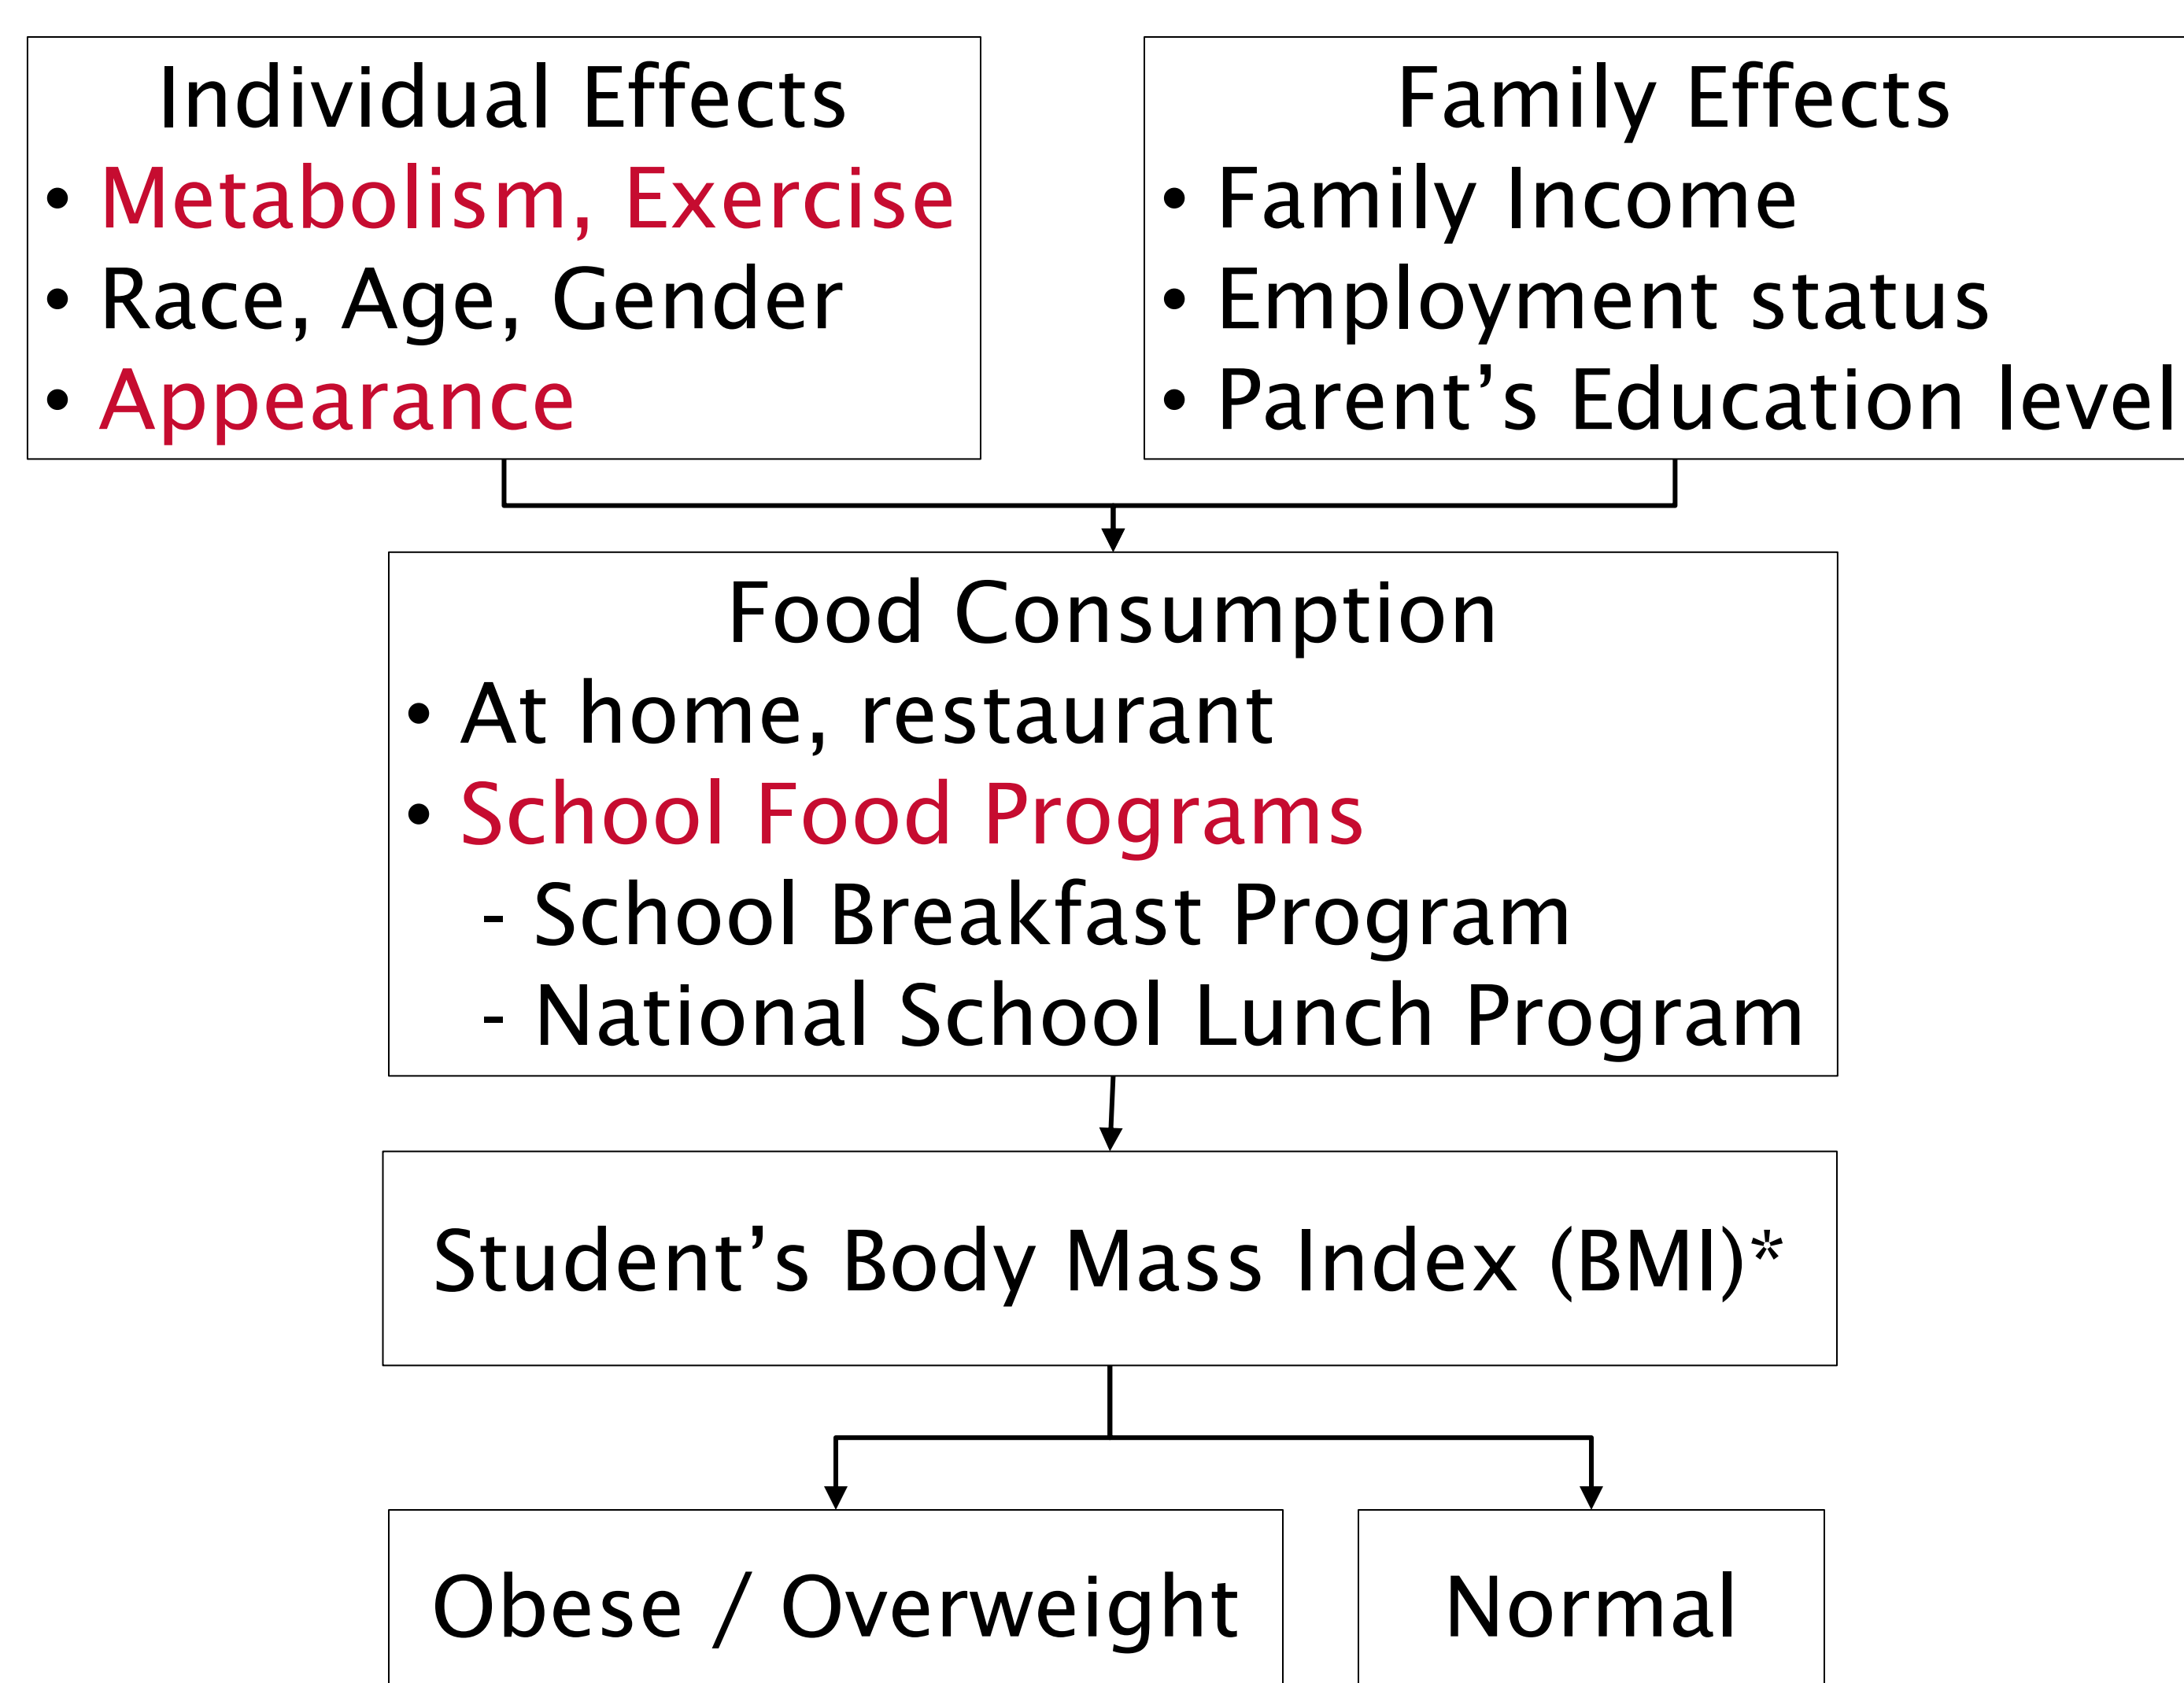 Individual Effects
• Metabolism, Exercise
• Race, Age, Gender
• Appearance
Family Effects
• Family Income
• Employment status
• Parent’s Education level
Food Consumption
• At home, restaurant
• School Food Programs
- School Breakfast Program
- National School Lunch Program
Student’s Body Mass Index (BMI)*
Obese / Overweight
Normal